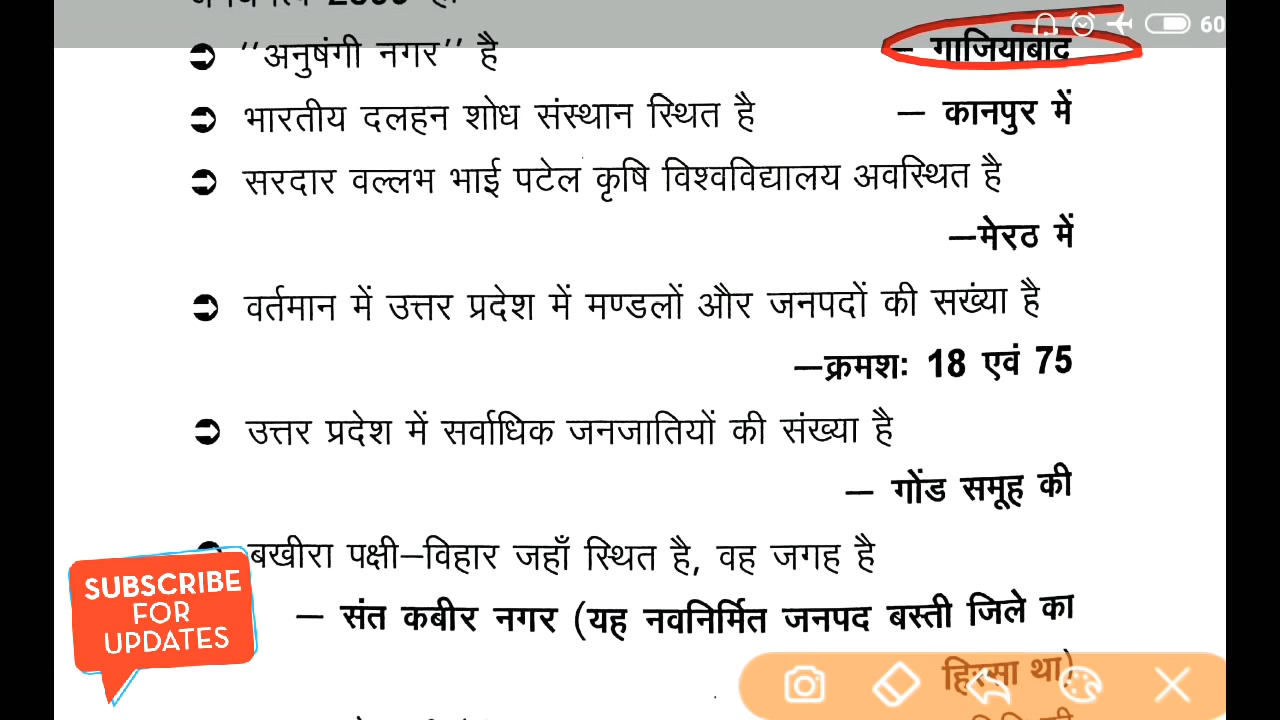 60
➲ ‘‘अनुषंगी नगर’’ है — गाजियाबाद
➲ भारतीय दलहन शोध संस्थान स्थित है — कानपुर में
➲ सरदार वल्लभ भाई पटेल कृषि विश्वविद्यालय अवस्थित है
—मेरठ में
➲ वर्तमान में उत्तर प्रदेश में मण्डलों और जनपदों की सख्ंया है
—क्रमशः 18 एवं 75
➲ उत्तर प्रदेश में सर्वाधिक जनजातियों की संख्या है
— गोंड समूह की
बखीरा पक्षी–विहार जहाँ स्थित है, वह जगह है
— संत कबीर नगर (यह नवनिर्मित जनपद बस्ती जिले का
हिस्सा था)
SUBSCRIBE
FOR
UPDATES